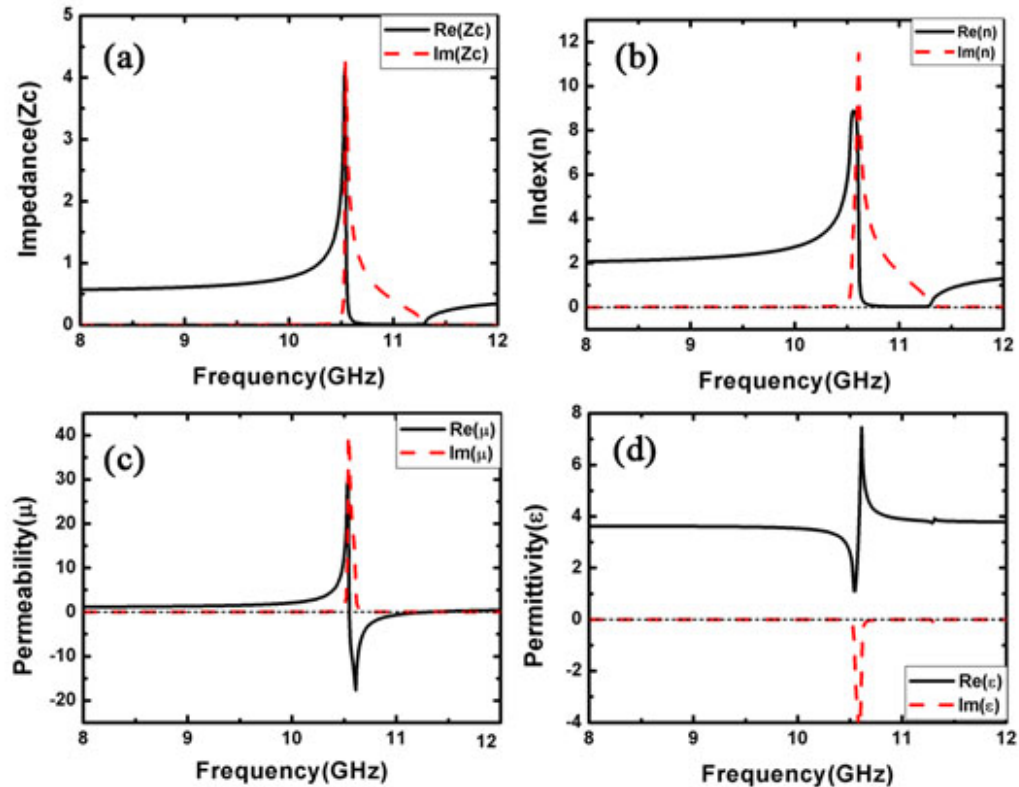 (a)
Re(Zc)
Im(Zc)
Impedance(Zc)
5
4
3
2
1
0
8 9 10 11 12
Frequency(GHz)
(b)
Re(n)
Im(n)
Index(n)
12
10
8
6
4
2
0
8 9 10 11 12
Frequency(GHz)
(c)
Re(μ)
Im(μ)
Permeability(μ)
40
30
20
10
0
-10
-20
8 9 10 11 12
Frequency(GHz)
(d)
Permittivity(ε)
8
6
4
2
0
-2
-4
Re(ε)
Im(ε)
8 9 10 11 12
Frequency(GHz)